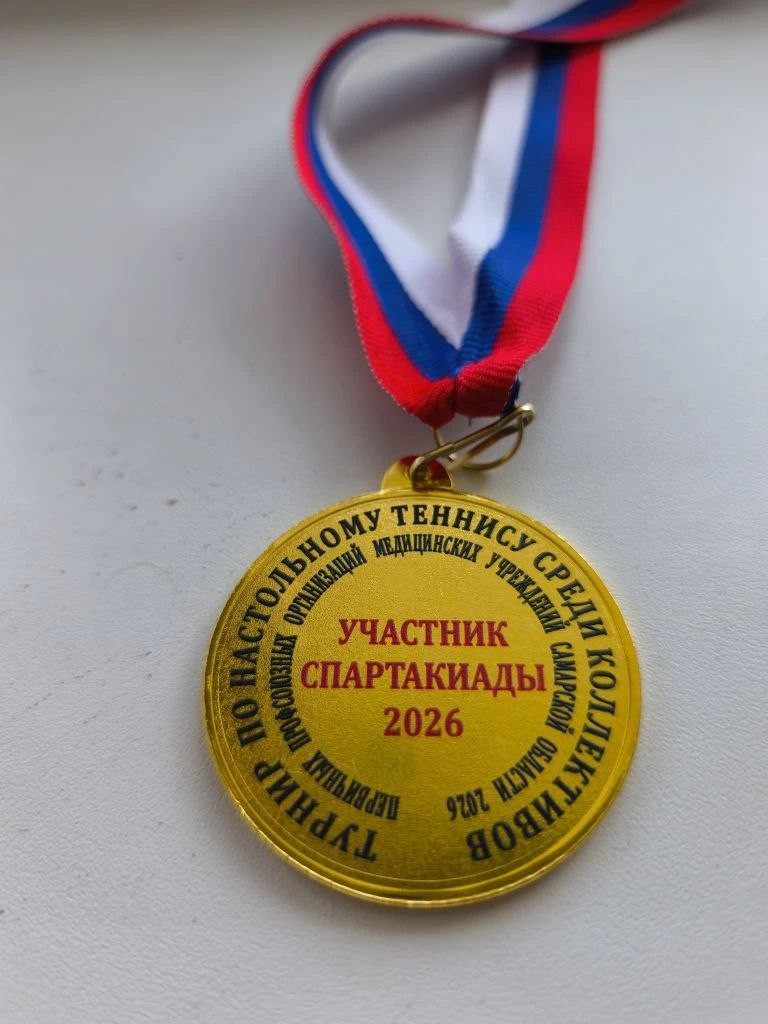 ТУРНИР ПО НАСТОЛЬНОМУ ТЕННИСУ СРЕДИ КОЛЛЕКТИВОВ
ПЕРВИЧНЫХ ПРОФСОЮЗНЫХ ОРГАНИЗАЦИЙ МЕДИЦИНСКИХ УЧРЕЖДЕНИЙ САМАРСКОЙ ОБЛАСТИ 2026
УЧАСТНИК
СПАРТАКИАДЫ
2026